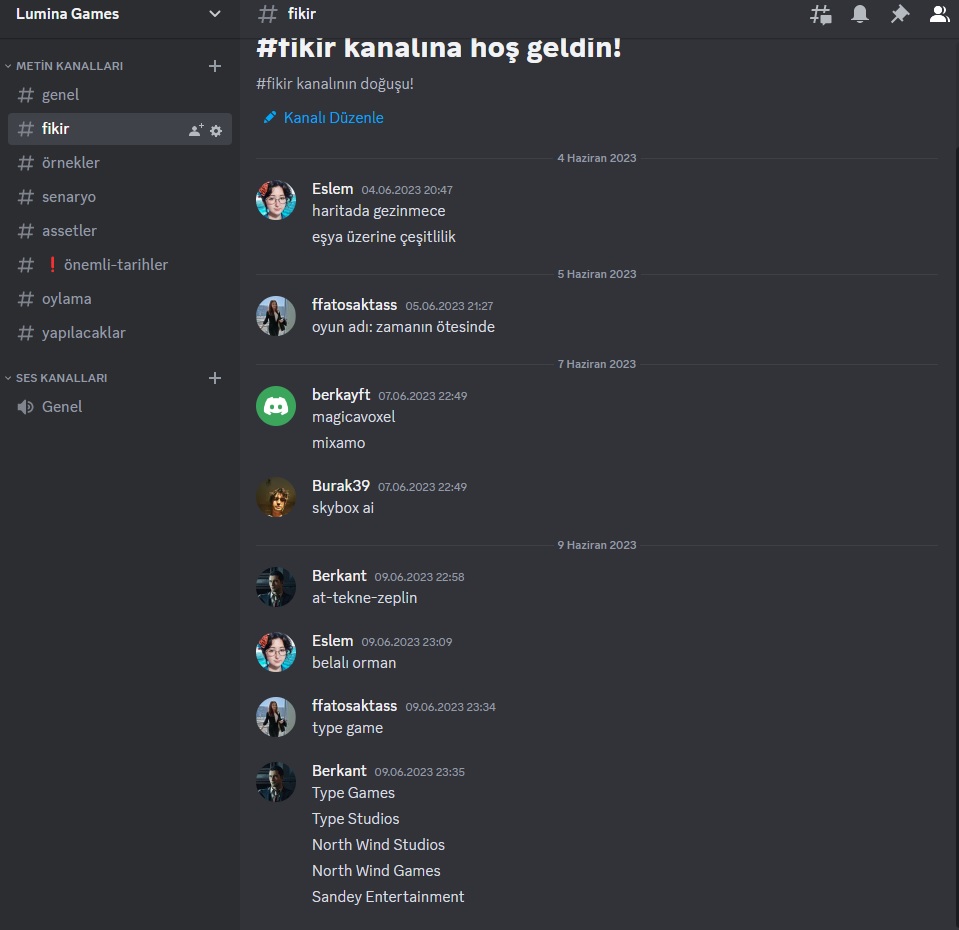 Lumina Games
METİN KANALLARI
genel
fikir
örnekler
senaryo
assetler
❗ önemli-tarihler
oylama
yapılacaklar
SES KANALLARI
Genel
fikir
#fikir kanalına hoş geldin!
#fikir kanalının doğuşu!
Kanalı Düzenle
4 Haziran 2023
Eslem 04.06.2023 20:47
haritada gezinmece
eşya üzerine çeşitlilik
5 Haziran 2023
ffatosaktass 05.06.2023 21:27
oyun adı: zamanın ötesinde
7 Haziran 2023
berkayft 07.06.2023 22:49
magicavoxel
mixamo
Burak39 07.06.2023 22:49
skybox ai
9 Haziran 2023
Berkant 09.06.2023 22:58
at-tekne-zeplin
Eslem 09.06.2023 23:09
belalı orman
ffatosaktass 09.06.2023 23:34
type game
Berkant 09.06.2023 23:35
Type Games
Type Studios
North Wind Studios
North Wind Games
Sandey Entertainment